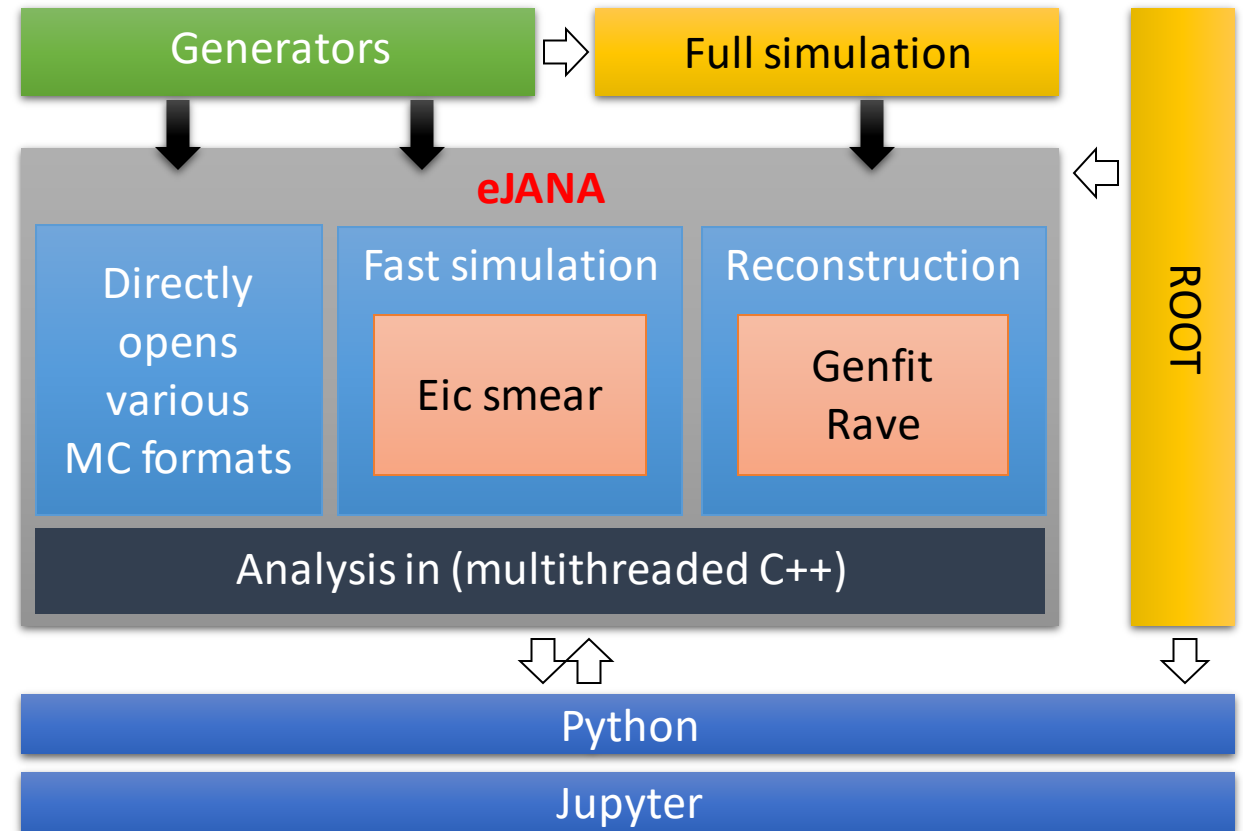 Generators
Full simulation
eJANA
Directly
opens
various
MC formats
Fast simulation
Eic smear
Reconstruction
Genfit
Rave
ROOT
Analysis in (multithreaded C++)
Python
Jupyter